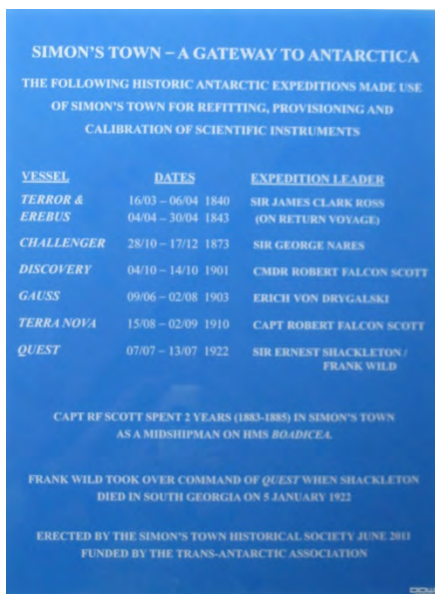 SIMON'S TOWN – A GATEWAY TO ANTARCTICA
THE FOLLOWING HISTORIC ANTARCTIC EXPEDITIONS MADE USE
OF SIMON'S TOWN FOR REFITTING, PROVISIONING AND
CALIBRATION OF SCIENTIFIC INSTRUMENTS
VESSEL DATES EXPEDITION LEADER
TERROR & 16/03 – 06/04 1840 SIR JAMES CLARK ROSS
EREBUS 04/04 – 30/04 1843 (ON RETURN VOYAGE)
CHALLENGER 28/10 – 17/12 1873 SIR GEORGE NARES
DISCOVERY 04/10 – 14/10 1901 CMDR ROBERT FALCON SCOTT
GAUSS 09/06 – 02/08 1903 ERICH VON DRYGALSKI
TERRA NOVA 15/08 – 02/09 1910 CAPT ROBERT FALCON SCOTT
QUEST 07/07 – 13/07 1922 SIR ERNEST SHACKLETON /
FRANK WILD
CAPT RF SCOTT SPENT 2 YEARS (1883-1885) IN SIMON'S TOWN
AS A MIDSHIPMAN ON HMS BOADICEA.
FRANK WILD TOOK OVER COMMAND OF QUEST WHEN SHACKLETON
DIED IN SOUTH GEORGIA ON 5 JANUARY 1922
ERECTED BY THE SIMON'S TOWN HISTORICAL SOCIETY JUNE 2011
FUNDED BY THE TRANS-ANTARCTIC ASSOCIATION